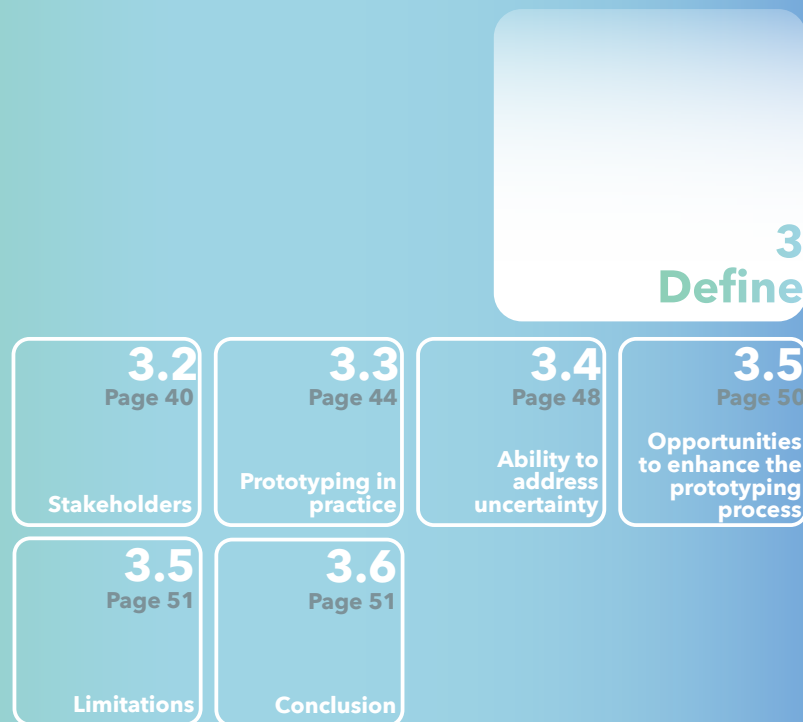 3
Define
3.2
Page 40
Stakeholders
3.3
Page 44
Prototyping in
practice
3.4
Page 48
Ability to
address
uncertainty
3.5
Page 50
Opportunities
to enhance the
prototyping
process
3.5
Page 51
Limitations
3.6
Page 51
Conclusion